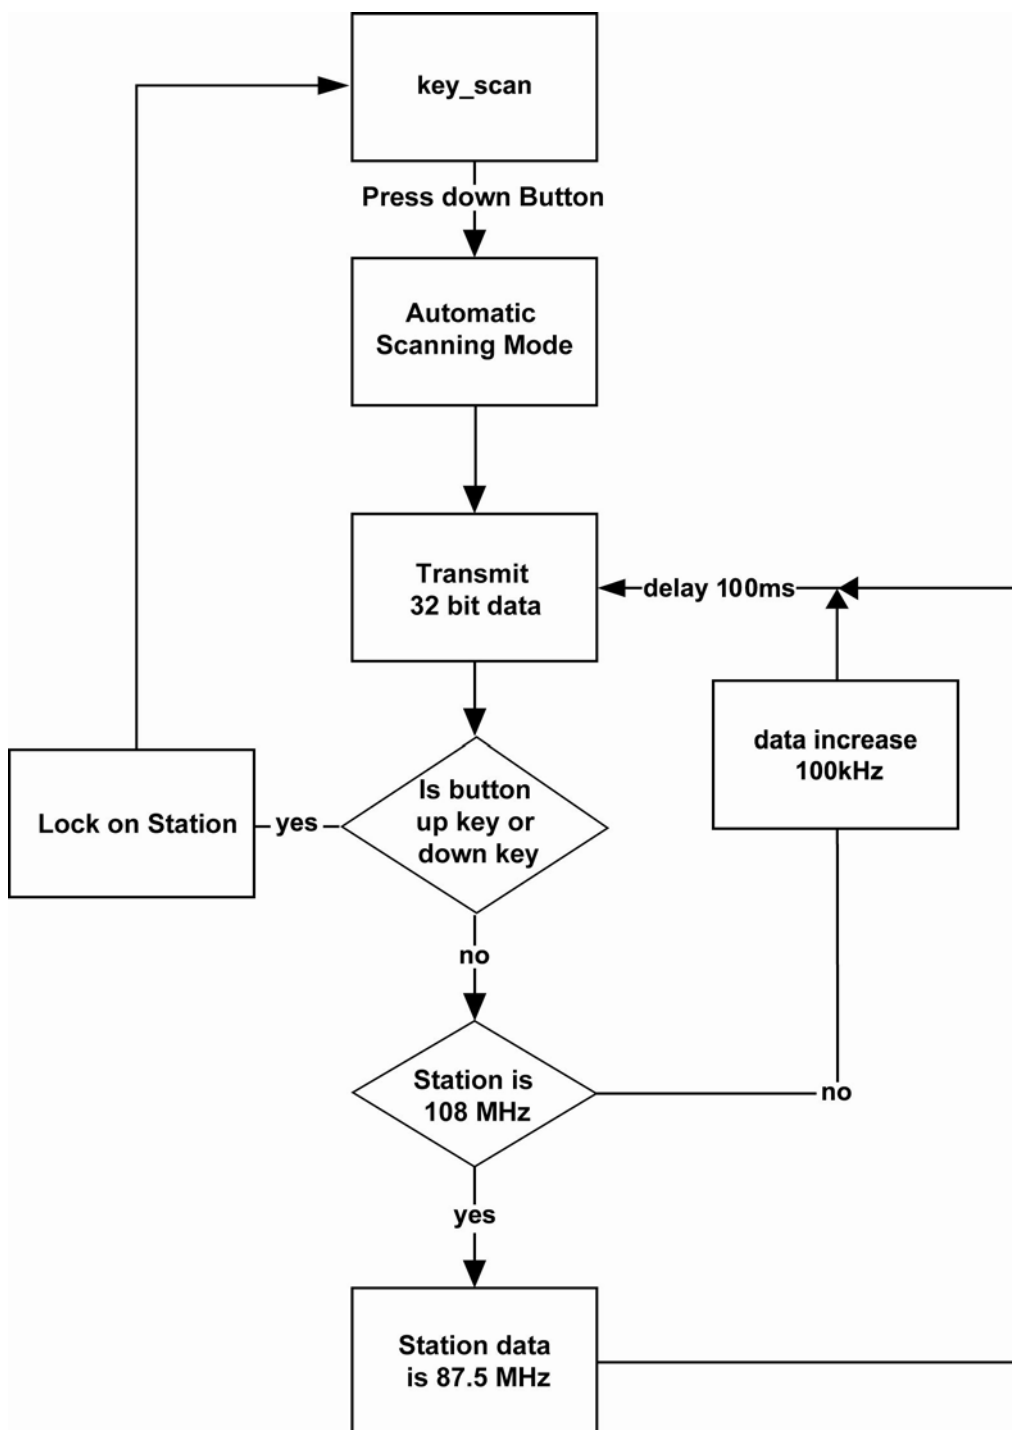 key_scan
Press down Button
Automatic
Scanning Mode
Transmit
32 bit data
delay 100ms
data increase
100kHz
Is button
up key or
down key
yes
Lock on Station
no
Station is
108 MHz
no
yes
Station data
is 87.5 MHz